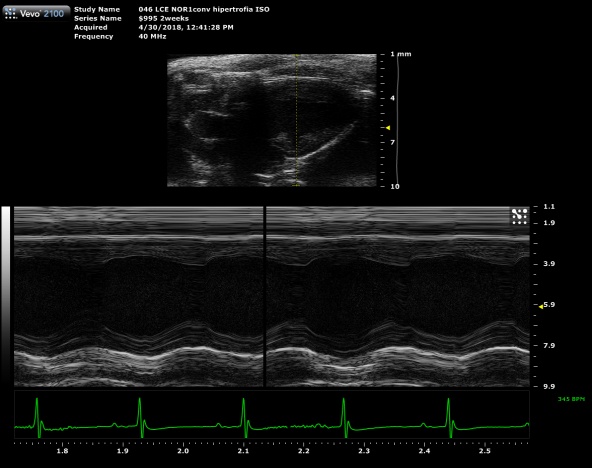 Vevo 2100
Study Name 046 LCE NOR1conv hipertrofia ISO
Series Name S995 2weeks
Acquired 4/30/2018, 12:41:28 PM
Frequency 40 MHz
1 mm
4
7
10
1.1
1.9
3.9
5.9
7.9
9.9
345 BPM
1.8 1.9 2.0 2.1 2.2 2.3 2.4 2.5